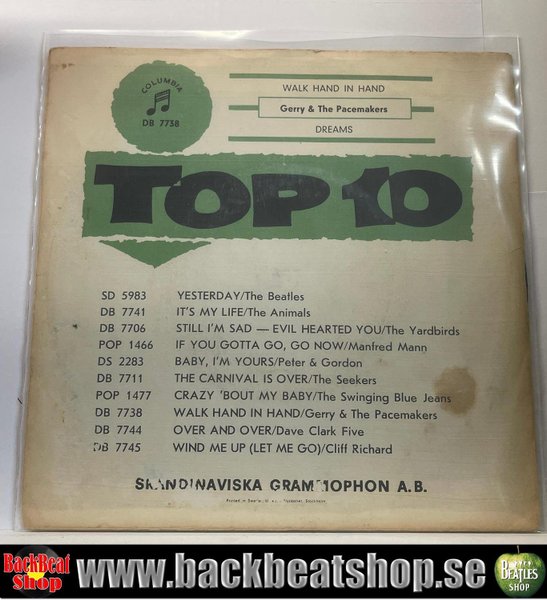 COLUMBIA
DB 7738
WALK HAND IN HAND
Gerry & The Pacemakers
DREAMS
TOP 10
SD 5983 YESTERDAY/The Beatles
DB 7741 IT'S MY LIFE/The Animals
DB 7706 STILL I'M SAD — EVIL HEARTED YOU/The Yardbirds
POP 1466 IF YOU GOTTA GO, GO NOW/Manfred Mann
DS 2283 BABY, I'M YOURS/Peter & Gordon
DB 7711 THE CARNIVAL IS OVER/The Seekers
POP 1477 CRAZY 'BOUT MY BABY/The Swinging Blue Jeans
DB 7738 WALK HAND IN HAND/Gerry & The Pacemakers
DB 7744 OVER AND OVER/Dave Clark Five
DB 7745 WIND ME UP (LET ME GO)/Cliff Richard
SKANDINAVISKA GRAMMOPHON A.B.
Printed in Sweden
BackBeat
Shop
www.backbeatshop.se
BEATLES
SHOP